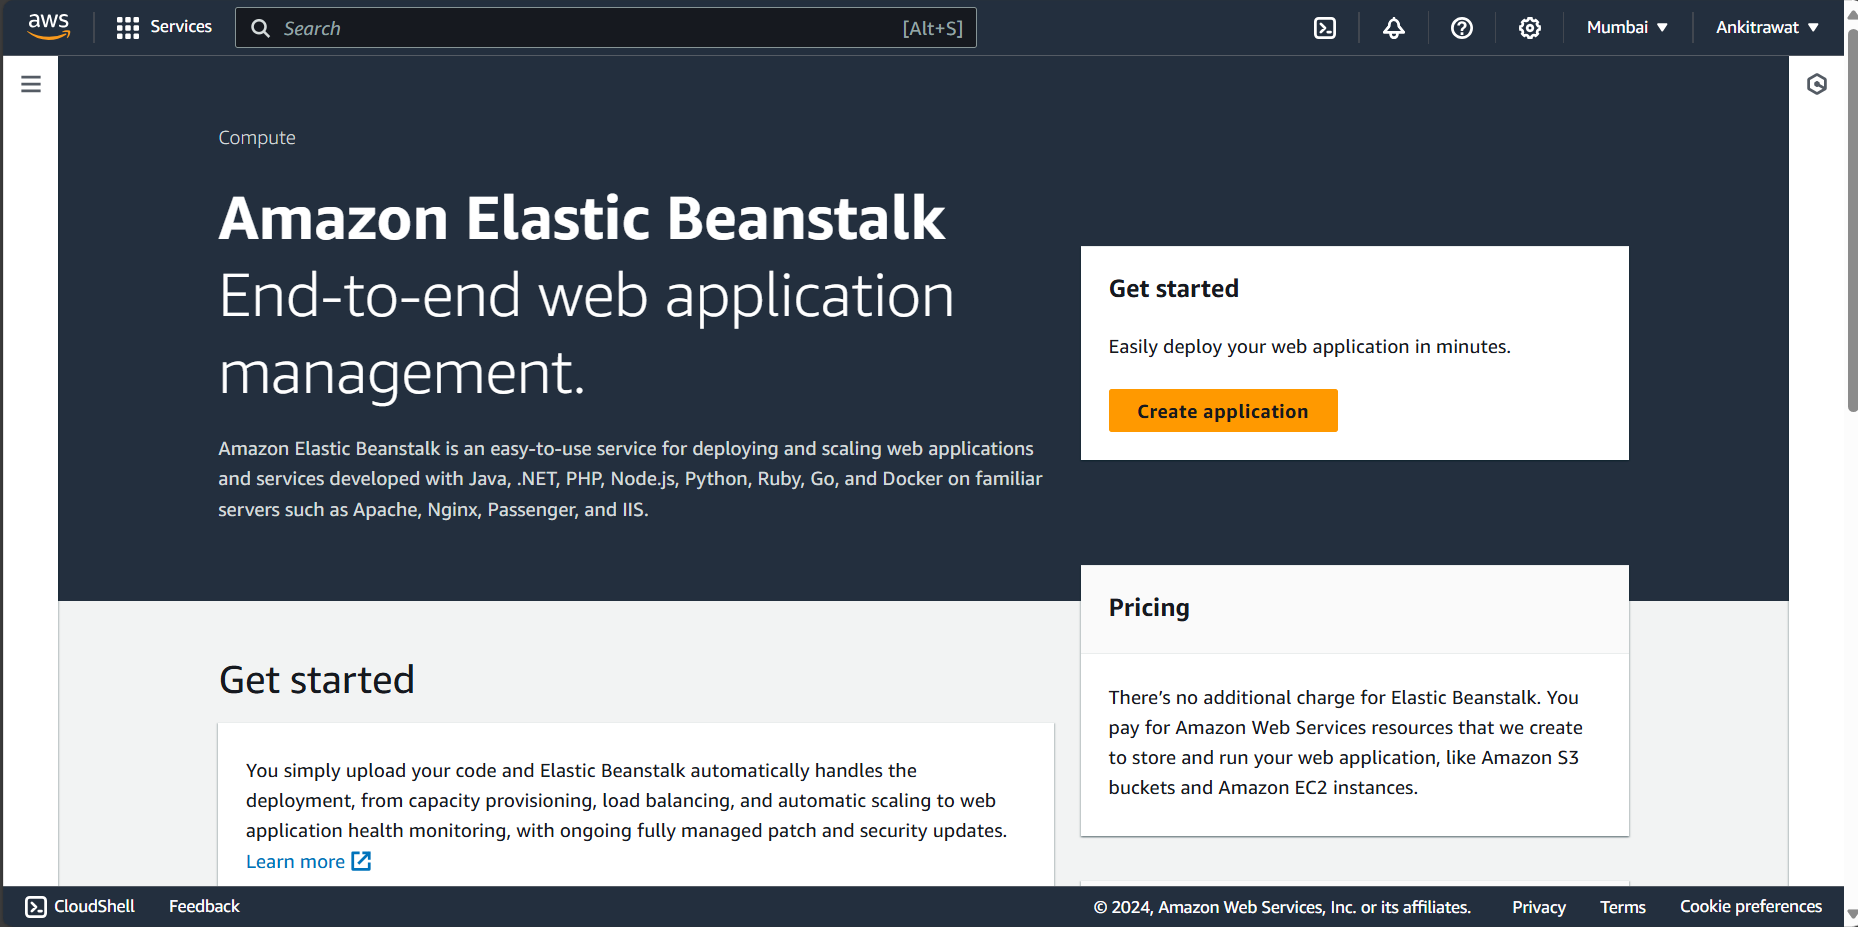 aws
Services
Search
[Alt+S]
Mumbai
Ankitrawat
Compute
Amazon Elastic Beanstalk
End-to-end web application
management.
Amazon Elastic Beanstalk is an easy-to-use service for deploying and scaling web applications
and services developed with Java, .NET, PHP, Node.js, Python, Ruby, Go, and Docker on familiar
servers such as Apache, Nginx, Passenger, and IIS.
Get started
Easily deploy your web application in minutes.
Create application
Pricing
There’s no additional charge for Elastic Beanstalk. You
pay for Amazon Web Services resources that we create
to store and run your web application, like Amazon S3
buckets and Amazon EC2 instances.
Get started
You simply upload your code and Elastic Beanstalk automatically handles the
deployment, from capacity provisioning, load balancing, and automatic scaling to web
application health monitoring, with ongoing fully managed patch and security updates.
Learn more
CloudShell
Feedback
© 2024, Amazon Web Services, Inc. or its affiliates.
Privacy
Terms
Cookie preferences